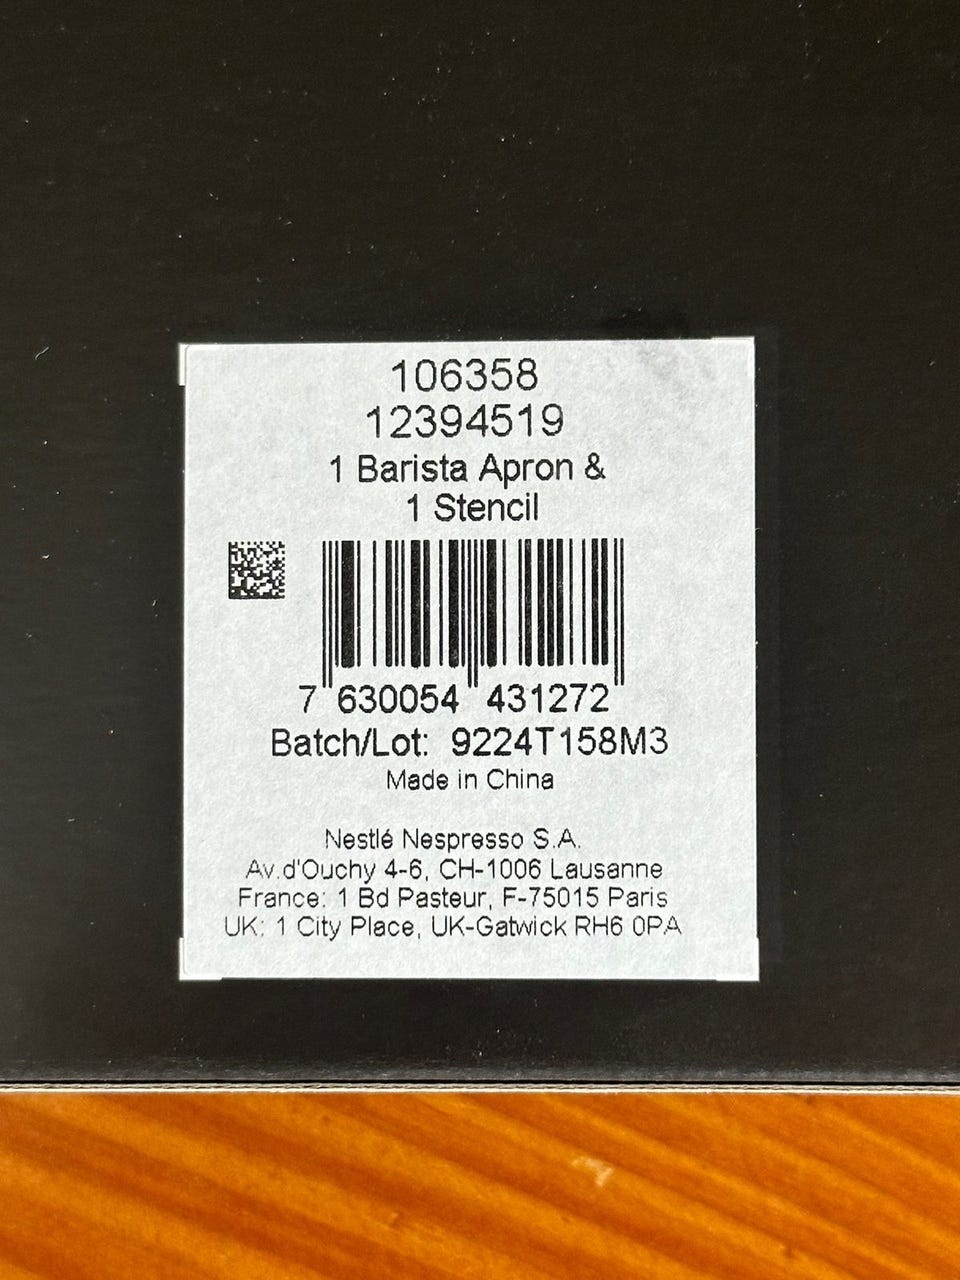 106358
12394519
1 Barista Apron &
1 Stencil
7 630054 431272
Batch/Lot: 9224T158M3
Made in China
Nestlé Nespresso S.A.
Av.d'Ouchy 4-6, CH-1006 Lausanne
France: 1 Bd Pasteur, F-75015 Paris
UK: 1 City Place, UK-Gatwick RH6 0PA